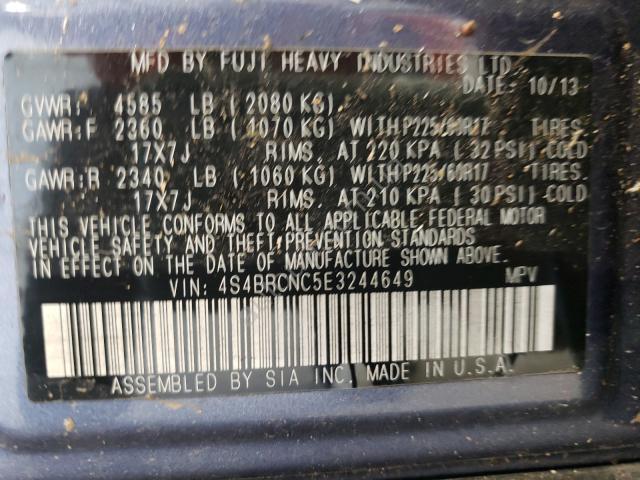 MFD BY FUJI HEAVY INDUSTRIES LTD
DATE: 10/13
GVWR: 4585 LB ( 2080 KG)
GAWR:F 2360 LB ( 1070 KG) WITH P225/60R17 TIRES
17X7J RIMS, AT 220 KPA ( 32 PSI) COLD
GAWR:R 2340 LB ( 1060 KG) WITH P225/60R17 TIRES
17X7J RIMS, AT 210 KPA ( 30 PSI) COLD
THIS VEHICLE CONFORMS TO ALL APPLICABLE FEDERAL MOTOR
VEHICLE SAFETY AND THEFT PREVENTION STANDARDS
IN EFFECT ON THE DATE OF MANUFACTURE SHOWN ABOVE.
VIN: 4S4BRCNC5E3244649 MPV
ASSEMBLED BY SIA INC. MADE IN U.S.A.